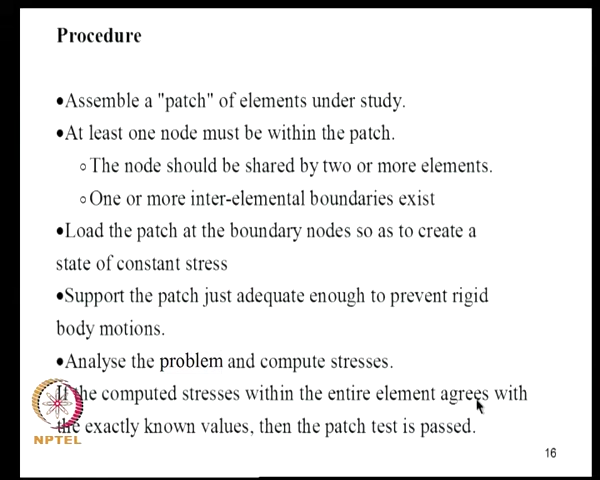 Procedure
•Assemble a "patch" of elements under study.
•At least one node must be within the patch.
○The node should be shared by two or more elements.
○One or more inter-elemental boundaries exist
•Load the patch at the boundary nodes so as to create a
state of constant stress
•Support the patch just adequate enough to prevent rigid
body motions.
•Analyse the problem and compute stresses.
If the computed stresses within the entire element agrees with
the exactly known values, then the patch test is passed.
NPTEL
16